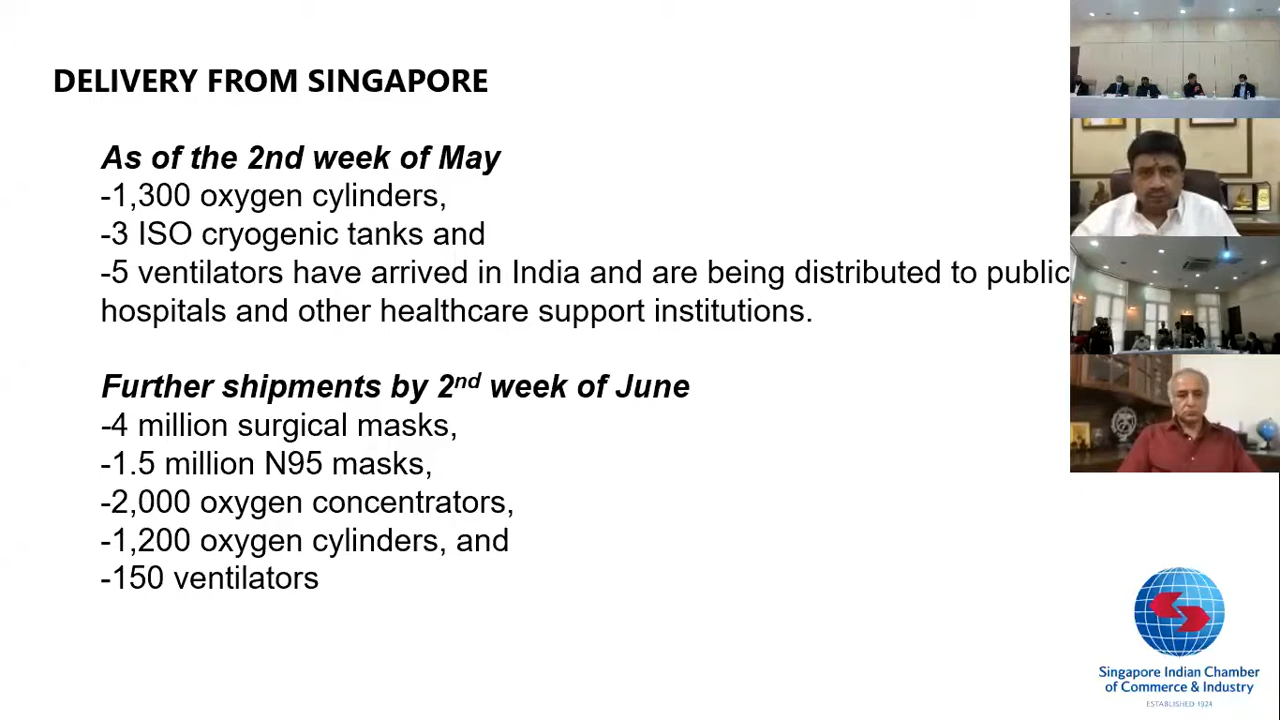 DELIVERY FROM SINGAPORE
As of the 2nd week of May
-1,300 oxygen cylinders,
-3 ISO cryogenic tanks and
-5 ventilators have arrived in India and are being distributed to public
hospitals and other healthcare support institutions.
Further shipments by 2nd week of June
-4 million surgical masks,
-1.5 million N95 masks,
-2,000 oxygen concentrators,
-1,200 oxygen cylinders, and
-150 ventilators
Singapore Indian Chamber
of Commerce & Industry
ESTABLISHED 1924